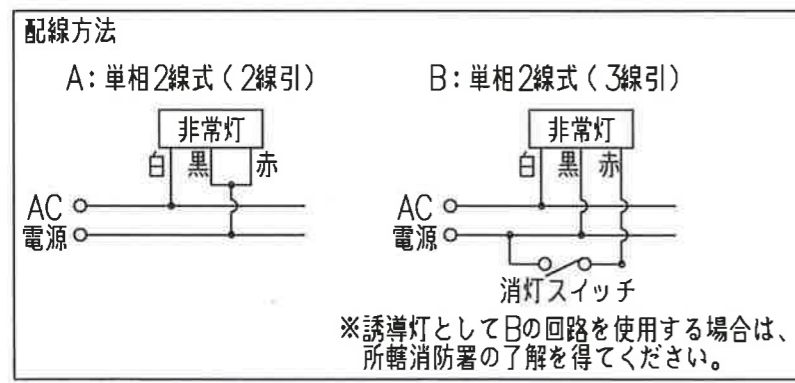 配線方法
A：単相2線式（2線引）
B：単相2線式（3線引）
非常灯
白 黒 赤
AC
電源
非常灯
白 黒 赤
AC
電源
消灯スイッチ
※誘導灯としてBの回路を使用する場合は、
所轄消防署の了解を得てください。